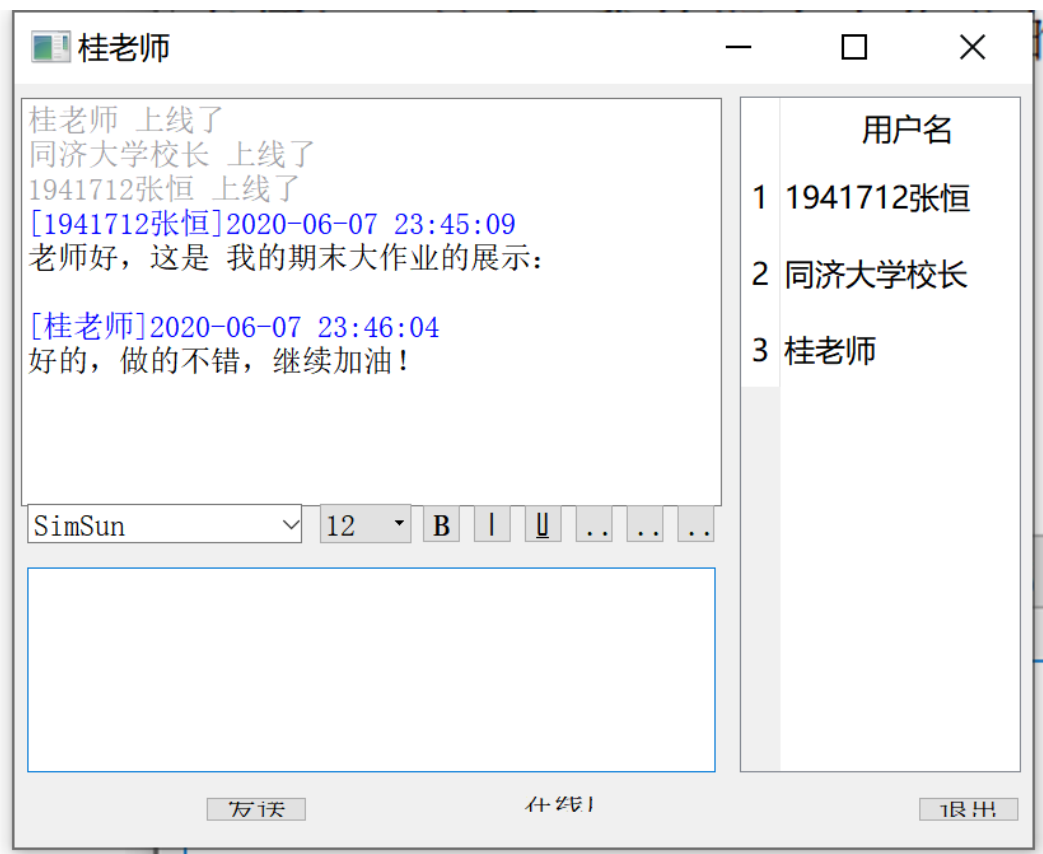 桂老师
桂老师 上线了
同济大学校长 上线了
1941712张恒 上线了
[1941712张恒]2020-06-07 23:45:09
老师好，这是 我的期末大作业的展示：
[桂老师]2020-06-07 23:46:04
好的，做的不错，继续加油！
SimSun
12
B
I
U
..
..
..
用户名
1 1941712张恒
2 同济大学校长
3 桂老师
发送
退出